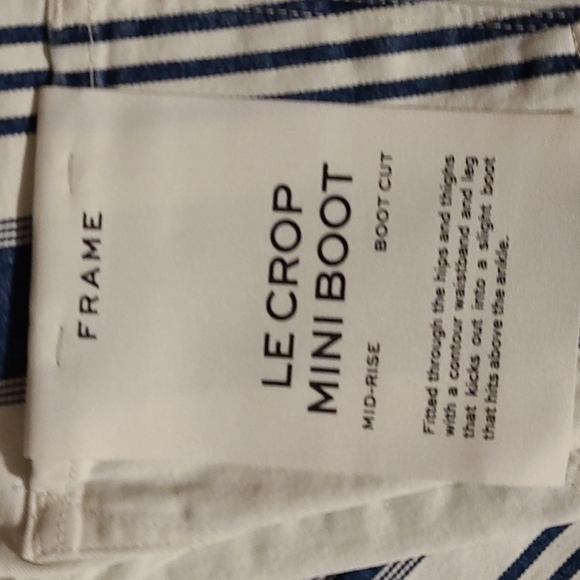 FRAME
LE CROP
MINI BOOT
MID-RISE BOOT CUT
Fitted through the hips and thighs
with a contour waistband and leg
that kicks out into a slight boot
that hits above the ankle.